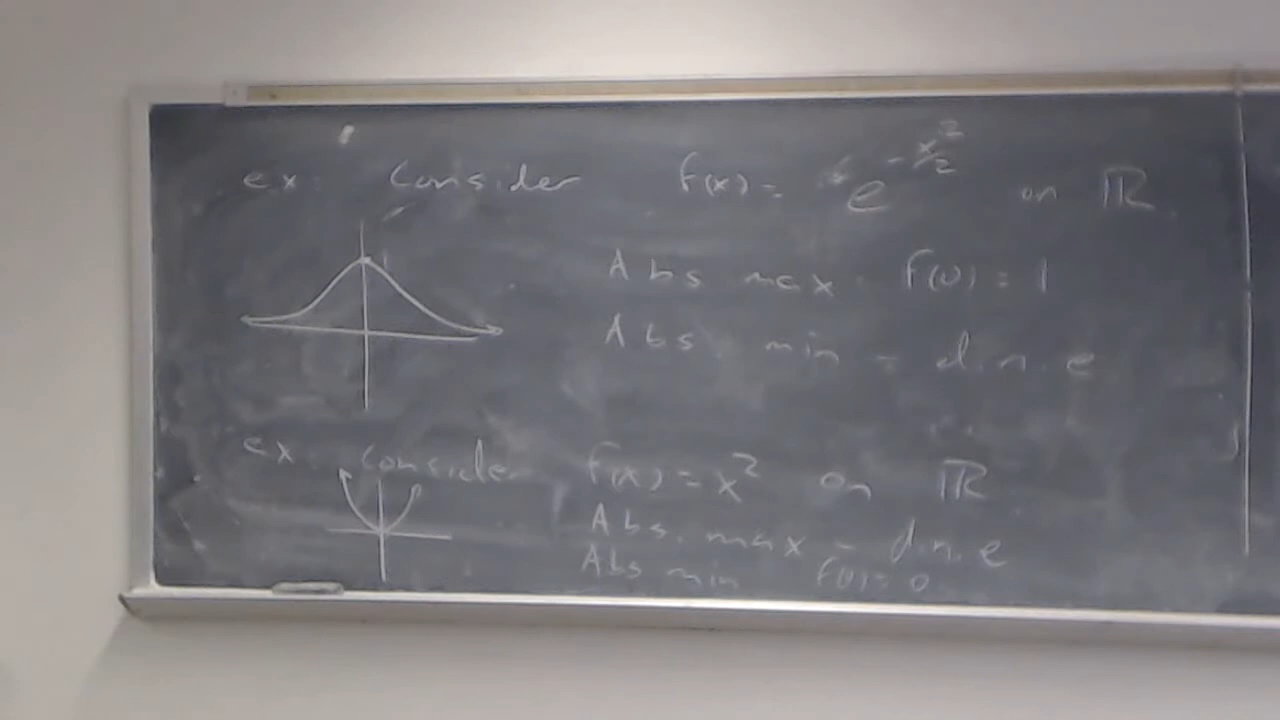 ex. Consider f(x) = e^{-x²/2} on ℝ.
1
Abs max. f(0) = 1
Abs min - d.n.e
ex. Consider f(x) = x² on ℝ
Abs. max - d.n.e
Abs min f(0) = 0